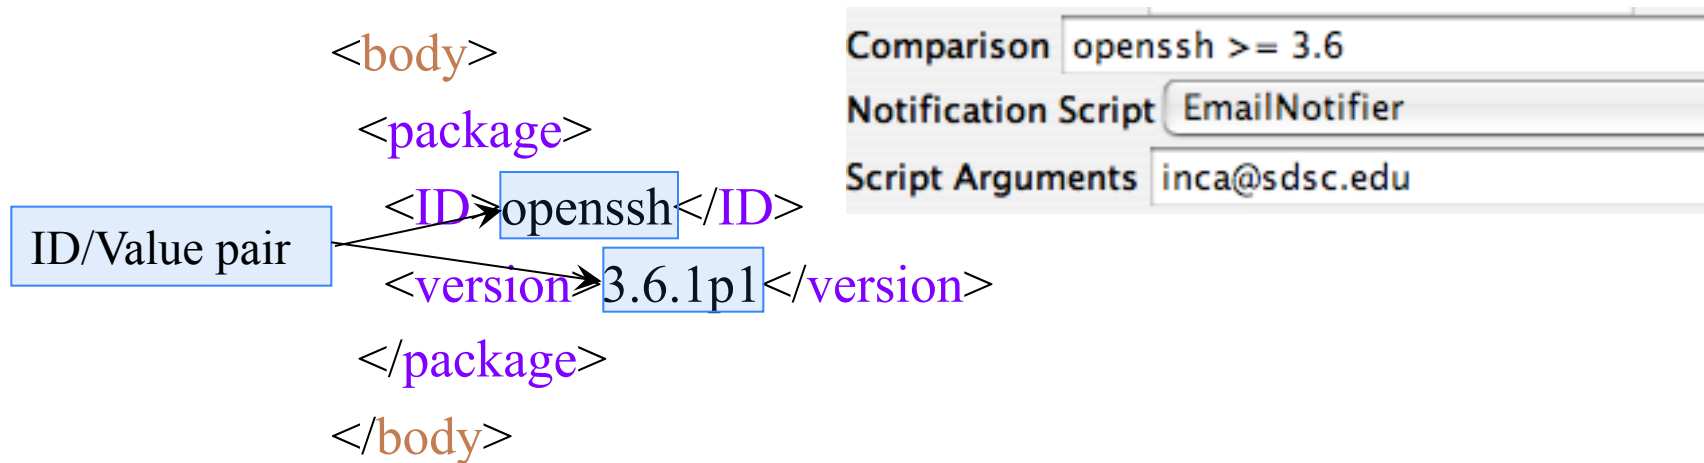 <body>
<package>
<ID>openssh</ID>
ID/Value pair
<version>3.6.1p1</version>
</package>
</body>
Comparison openssh >= 3.6
Notification Script EmailNotifier
Script Arguments inca@sdsc.edu